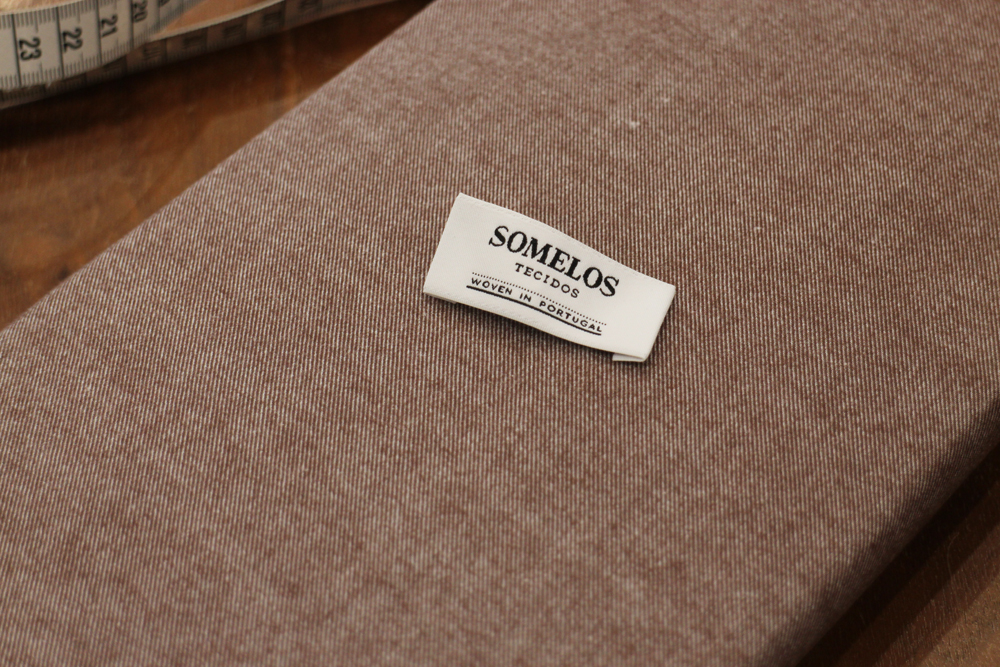 23 22 21 20
SOMELOS
TECIDOS
WOVEN IN PORTUGAL